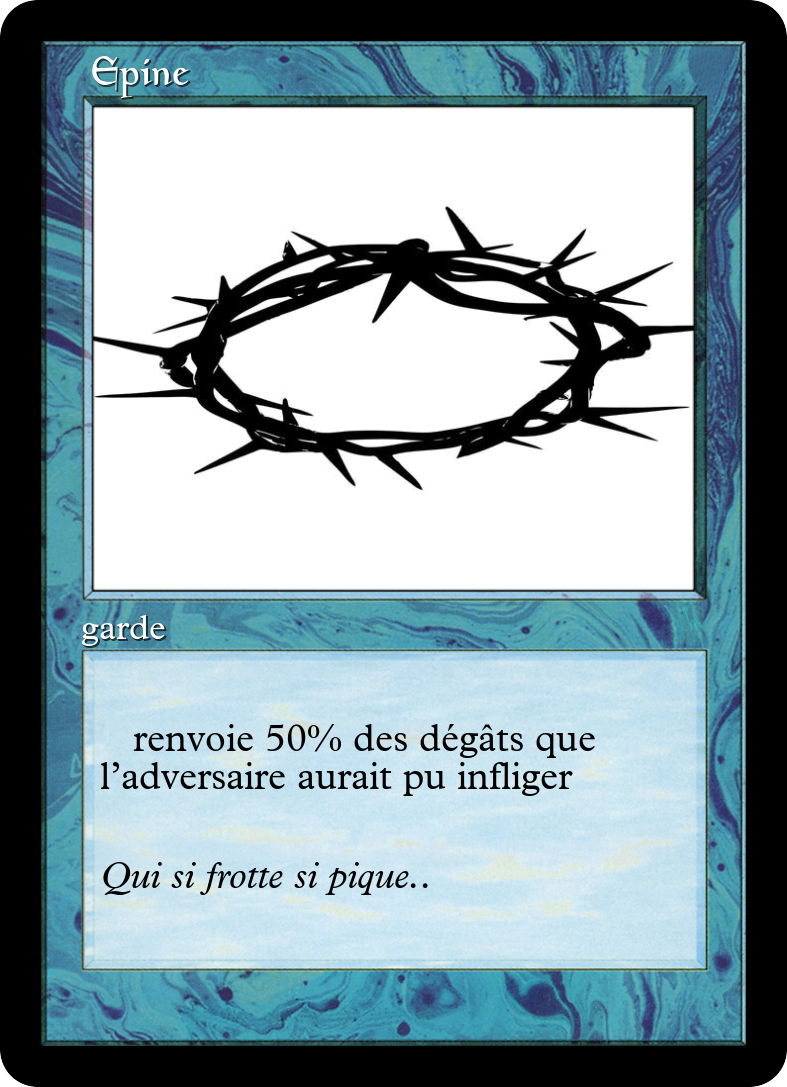 Epine
garde
renvoie 50% des dégâts que
l'adversaire aurait pu infliger
Qui si frotte si pique..